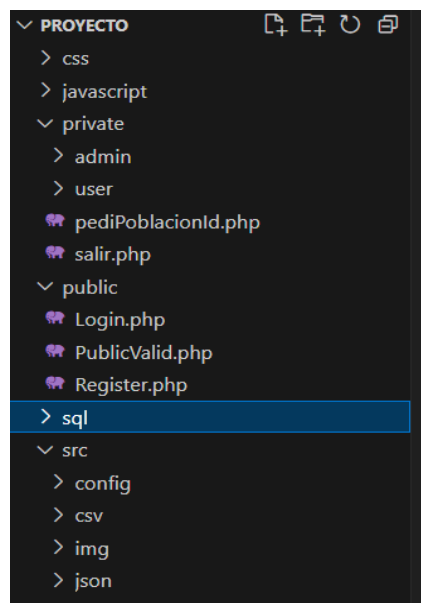 PROYECTO
css
javascript
private
admin
user
pediPoblacionId.php
salir.php
public
Login.php
PublicValid.php
Register.php
sql
src
config
csv
img
json